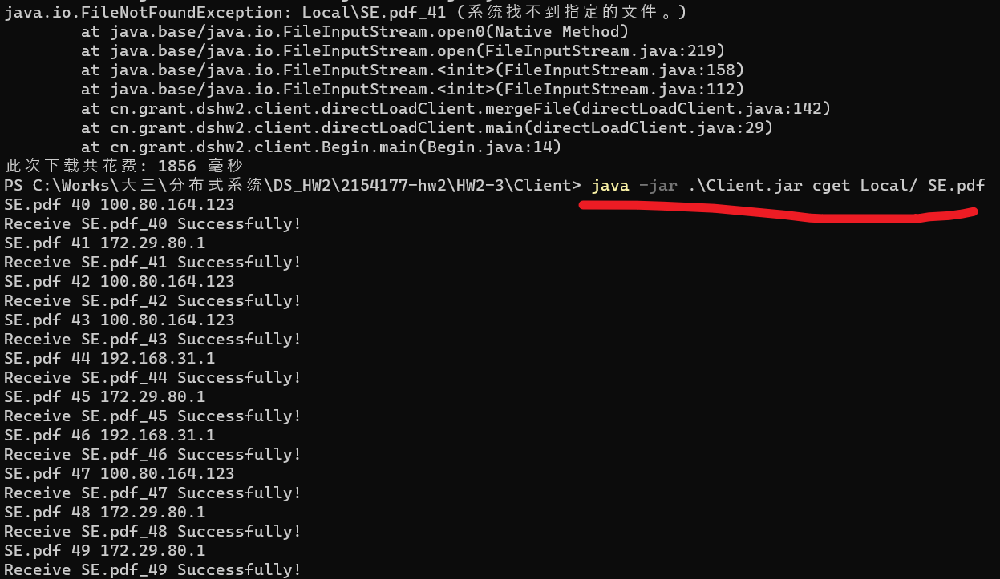 java.io.FileNotFoundException: Local\SE.pdf_41 (系统找不到指定的文件。)
at java.base/java.io.FileInputStream.open0(Native Method)
at java.base/java.io.FileInputStream.open(FileInputStream.java:219)
at java.base/java.io.FileInputStream.<init>(FileInputStream.java:158)
at java.base/java.io.FileInputStream.<init>(FileInputStream.java:112)
at cn.grant.dshw2.client.directLoadClient.mergeFile(directLoadClient.java:142)
at cn.grant.dshw2.client.directLoadClient.main(directLoadClient.java:29)
at cn.grant.dshw2.client.Begin.main(Begin.java:14)
此次下载共花费: 1856 毫秒
PS C:\Works\大三\分布式系统\DS_HW2\2154177-hw2\HW2-3\Client> java -jar .\Client.jar cget Local/ SE.pdf
SE.pdf 40 100.80.164.123
Receive SE.pdf_40 Successfully!
SE.pdf 41 172.29.80.1
Receive SE.pdf_41 Successfully!
SE.pdf 42 100.80.164.123
Receive SE.pdf_42 Successfully!
SE.pdf 43 100.80.164.123
Receive SE.pdf_43 Successfully!
SE.pdf 44 192.168.31.1
Receive SE.pdf_44 Successfully!
SE.pdf 45 172.29.80.1
Receive SE.pdf_45 Successfully!
SE.pdf 46 192.168.31.1
Receive SE.pdf_46 Successfully!
SE.pdf 47 100.80.164.123
Receive SE.pdf_47 Successfully!
SE.pdf 48 172.29.80.1
Receive SE.pdf_48 Successfully!
SE.pdf 49 172.29.80.1
Receive SE.pdf_49 Successfully!